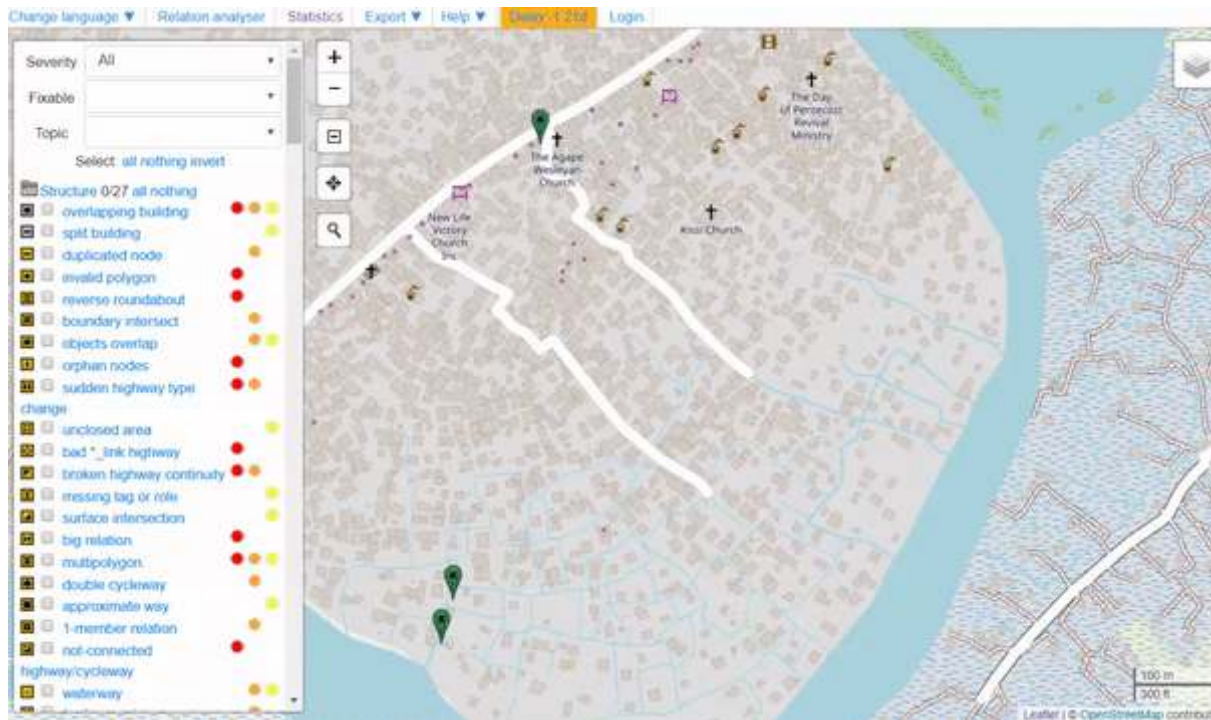 Change language ▼ Relation analyser Statistics Export ▼ Help ▼ Login
Severity All
Fixable
Topic
Select all nothing invert
Structure 0/27 all nothing
overlapping building
split building
duplicated node
invalid polygon
reverse roundabout
boundary intersect
objects overlap
orphan nodes
sudden highway type
change
unclosed area
bad *_link highway
broken highway continuity
missing tag or role
surface intersection
big relation
multipolygon
double cycleway
approximate way
1-member relation
not-connected
highway/cycleway
waterway
+
−
The Day
Of Pentecost
Revival
Ministry
The Agape
Wesleyan
Church
New Life
Victory
Church
Inc
Church
100 m
300 ft
Leaflet | © OpenStreetMap